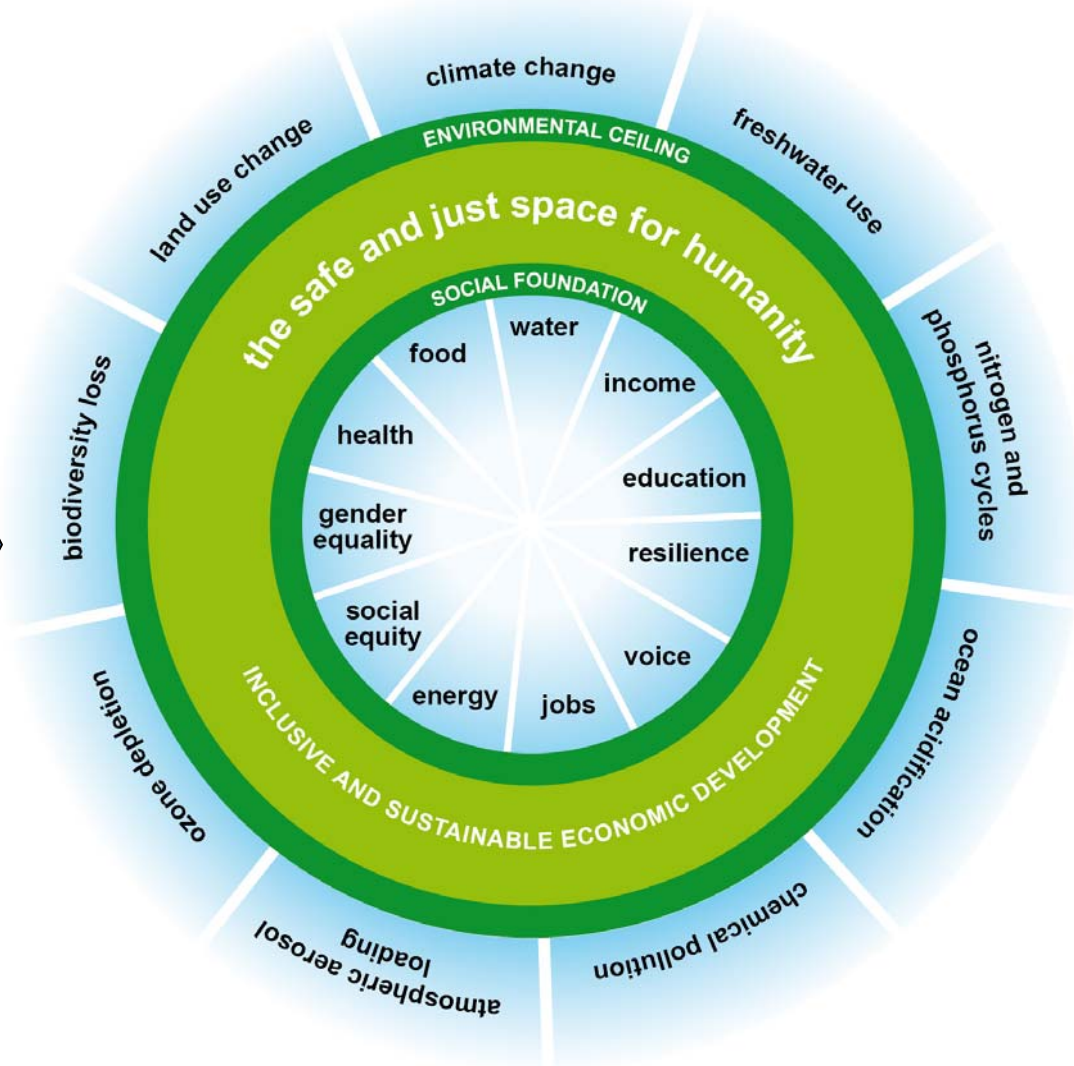 climate change
freshwater use
nitrogen and
phosphorus cycles
ocean acidification
chemical pollution
atmospheric aerosol
loading
ozone depletion
biodiversity loss
land use change
ENVIRONMENTAL CEILING
the safe and just space for humanity
SOCIAL FOUNDATION
water
income
education
resilience
voice
jobs
energy
social
equity
gender
equality
health
food
INCLUSIVE AND SUSTAINABLE ECONOMIC DEVELOPMENT